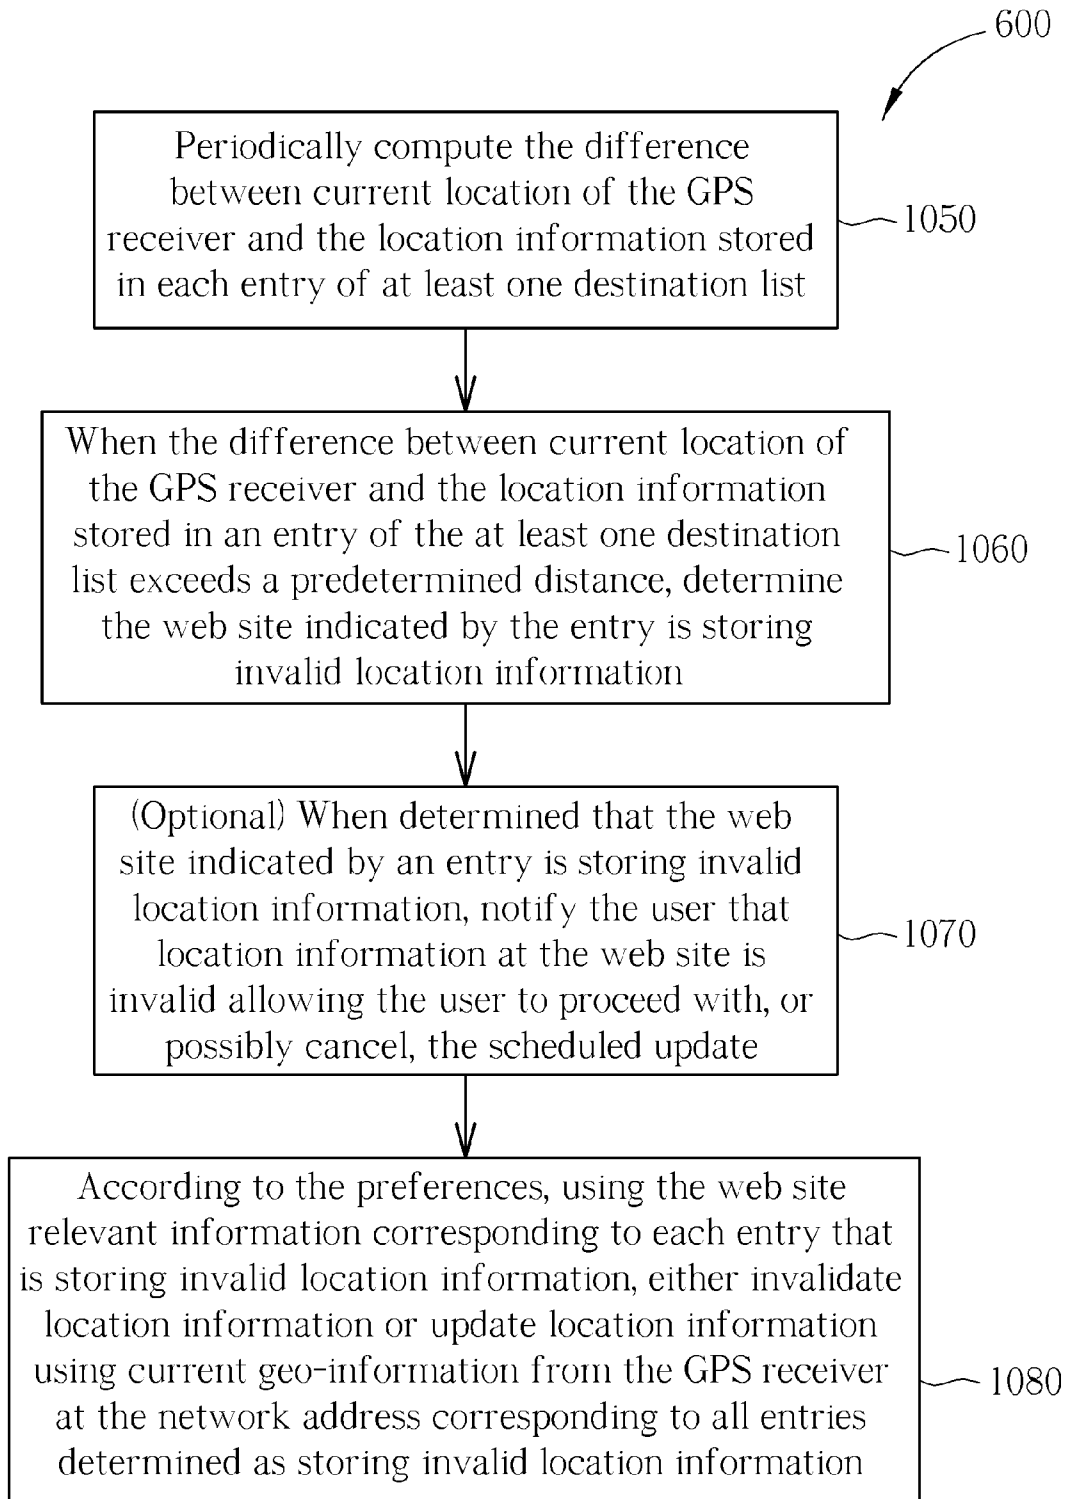 600
Periodically compute the difference
between current location of the GPS
receiver and the location information stored
in each entry of at least one destination list
1050
When the difference between current location of
the GPS receiver and the location information
stored in an entry of the at least one destination
list exceeds a predetermined distance, determine
the web site indicated by the entry is storing
invalid location information
1060
(Optional) When determined that the web
site indicated by an entry is storing invalid
location information, notify the user that
location information at the web site is
invalid allowing the user to proceed with, or
possibly cancel, the scheduled update
1070
According to the preferences, using the web site
relevant information corresponding to each entry that
is storing invalid location information, either invalidate
location information or update location information
using current geo-information from the GPS receiver
at the network address corresponding to all entries
determined as storing invalid location information
1080